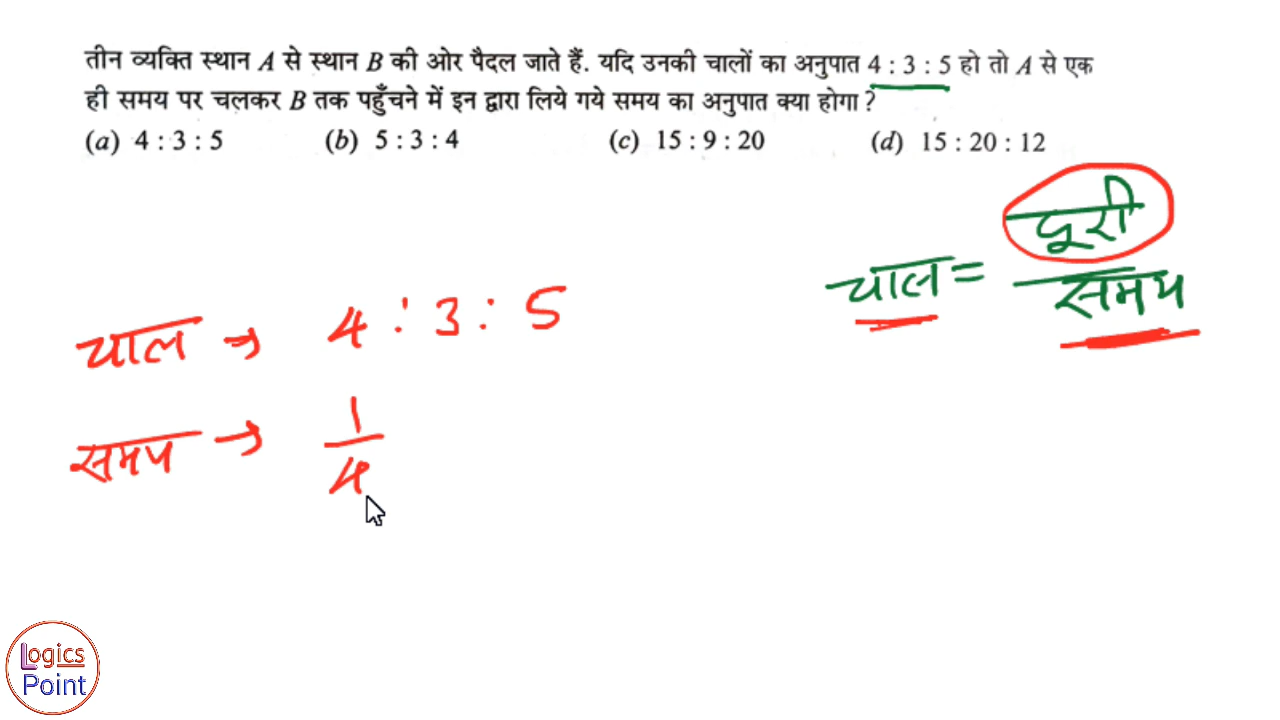 तीन व्यक्ति स्थान A से स्थान B की ओर पैदल जाते हैं. यदि उनकी चालों का अनुपात 4 : 3 : 5 हो तो A से एक
ही समय पर चलकर B तक पहुँचने में इन द्वारा लिये गये समय का अनुपात क्या होगा ?
(a) 4 : 3 : 5 (b) 5 : 3 : 4 (c) 15 : 9 : 20 (d) 15 : 20 : 12
चाल = दूरी
समय
चाल → 4 : 3 : 5
समय → 1
4
Logics
Point